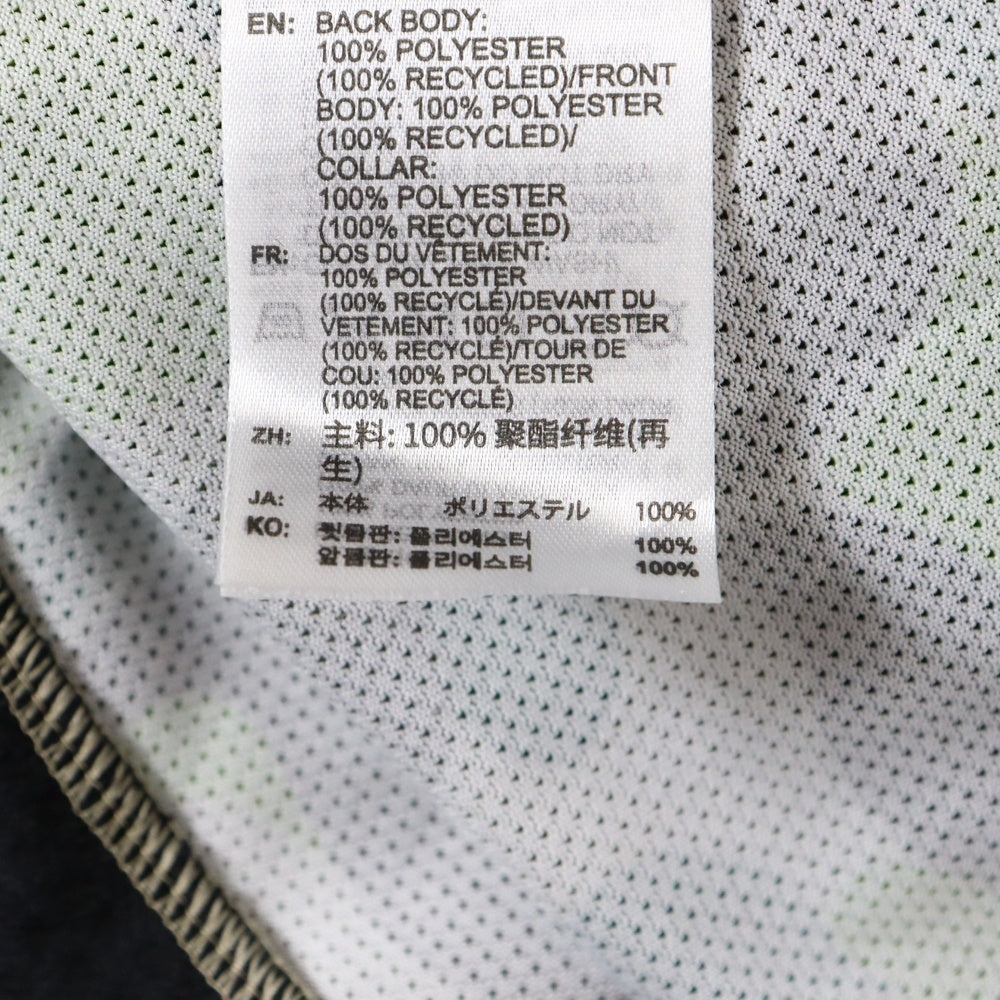 EN: BACK BODY:
100% POLYESTER
(100% RECYCLED)/FRONT
BODY: 100% POLYESTER
(100% RECYCLED)/
COLLAR:
100% POLYESTER
(100% RECYCLED)
FR: DOS DU VÊTEMENT:
100% POLYESTER
(100% RECYCLÉ)/DEVANT DU
VÊTEMENT: 100% POLYESTER
(100% RECYCLÉ)/TOUR DE
COU: 100% POLYESTER
(100% RECYCLÉ)
ZH: 主料: 100% 聚酯纤维(再
生)
JA: 本体 ポリエステル 100%
KO: 뒷몸판: 폴리에스터 100%
앞몸판: 폴리에스터 100%